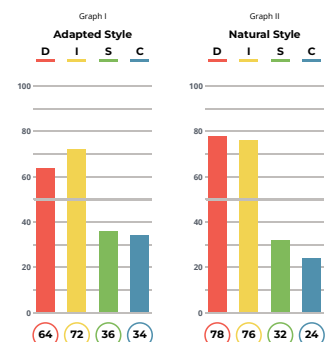 Graph I
Adapted Style
D I S C
100
80
60
40
20
0
64 72 36 34
Graph II
Natural Style
D I S C
100
80
60
40
20
0
78 76 32 24